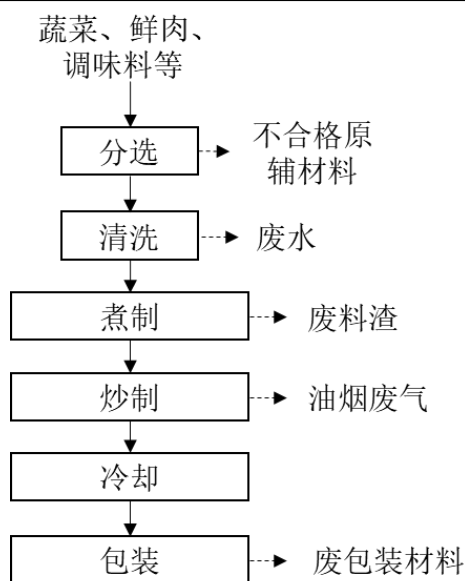 蔬菜、鲜肉、
调味料等
分选
不合格原
辅材料
清洗
废水
煮制
废料渣
炒制
油烟废气
冷却
包装
废包装材料